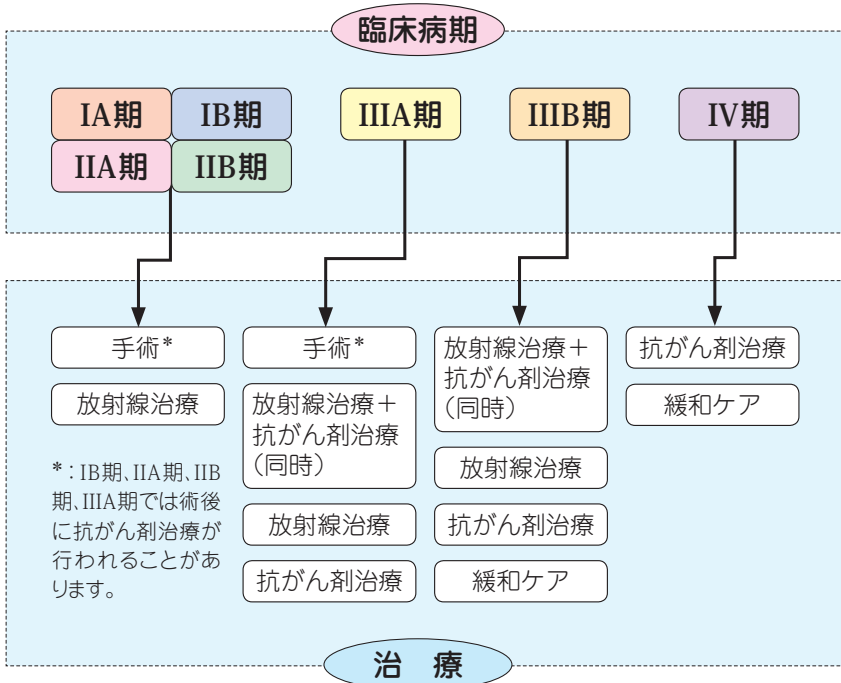 臨床病期
IA期
IB期
IIA期
IIB期
IIIA期
IIIB期
IV期
手術*
放射線治療
*：IB期、IIA期、IIB
期、IIIA期では術後
に抗がん剤治療が
行われることがあ
ります。
手術*
放射線治療＋
抗がん剤治療
(同時)
放射線治療
抗がん剤治療
放射線治療＋
抗がん剤治療
(同時)
放射線治療
抗がん剤治療
緩和ケア
抗がん剤治療
緩和ケア
治　療